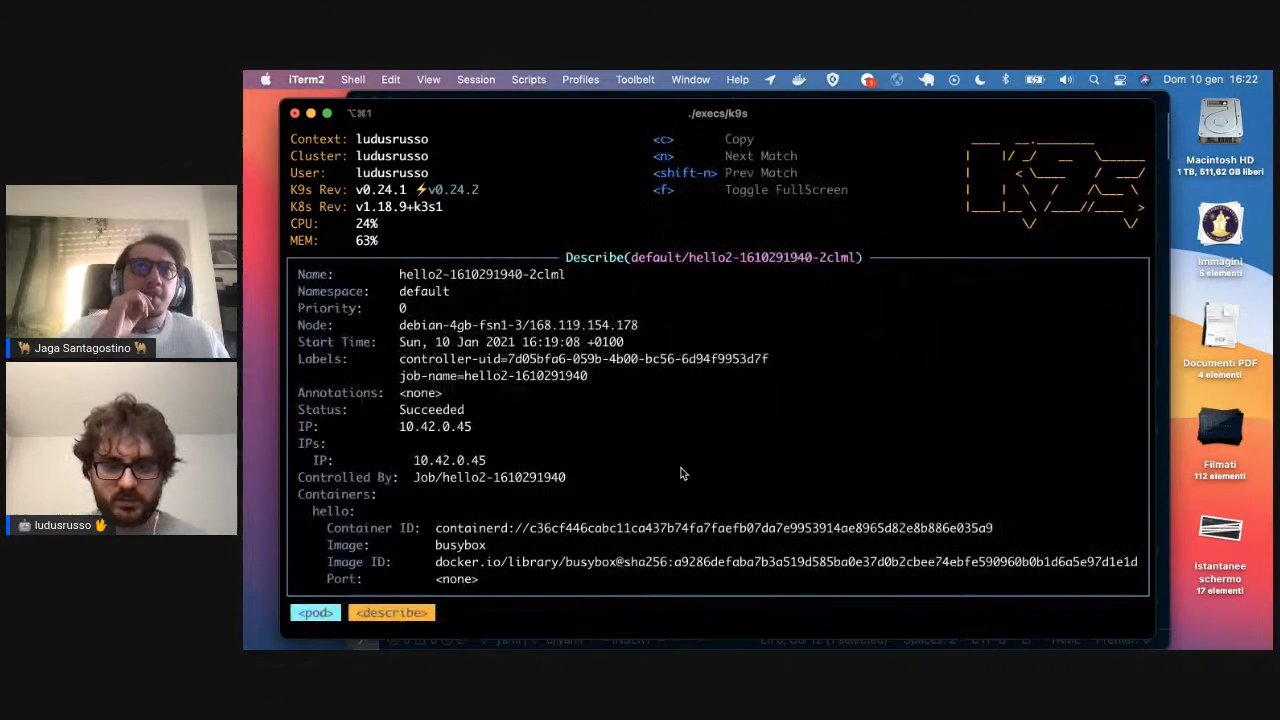 iTerm2 Shell Edit View Session Scripts Profiles Toolbelt Window Help Dom 10 gen 16:22
⌥⌘1 ./execs/k9s
Context: ludusrusso <c> Copy
Cluster: ludusrusso <n> Next Match
User: ludusrusso <shift-n> Prev Match
K9s Rev: v0.24.1 ⚡v0.24.2 <f> Toggle FullScreen
K8s Rev: v1.18.9+k3s1
CPU: 24%
MEM: 63%
Describe(default/hello2-1610291940-2clml)
Name: hello2-1610291940-2clml
Namespace: default
Priority: 0
Node: debian-4gb-fsn1-3/168.119.154.178
Start Time: Sun, 10 Jan 2021 16:19:08 +0100
Labels: controller-uid=7d05bfa6-059b-4b00-bc56-6d94f9953d7f
job-name=hello2-1610291940
Annotations: <none>
Status: Succeeded
IP: 10.42.0.45
IPs:
IP: 10.42.0.45
Controlled By: Job/hello2-1610291940
Containers:
hello:
Container ID: containerd://c36cf446cabc11ca437b74fa7faefb07da7e9953914ae8965d82e8b886e035a9
Image: busybox
Image ID: docker.io/library/busybox@sha256:a9286defaba7b3a519d585ba0e37d0b2cbee74ebfe590960b0b1d6a5e97d1e1d
Port: <none>
<pod> <describe>
Macintosh HD
1 TB, 511,62 GB liberi
Immagini
5 elementi
Documenti PDF
4 elementi
Filmati
112 elementi
Istantanee
schermo
17 elementi
🐫 Jaga Santagostino 🐫
🤖 ludusrusso 🖖